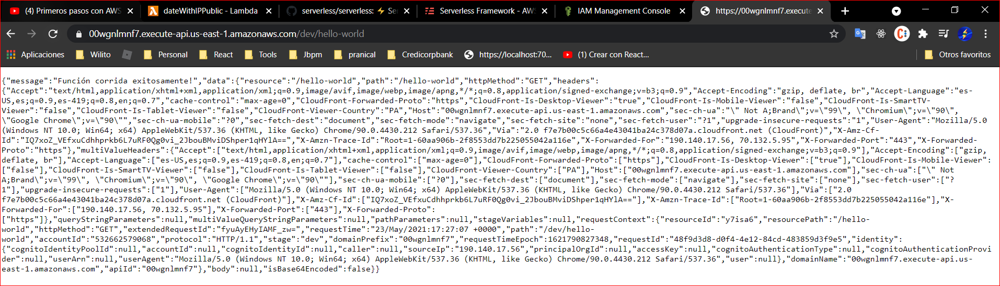 (4) Primeros pasos con AWS
dateWithIPPublic - Lambda
serverless/serverless: ⚡ Se
Serverless Framework - AW
IAM Management Console
https://00wgnlmnf7.execute
00wgnlmnf7.execute-api.us-east-1.amazonaws.com/dev/hello-world
Aplicaciones
Wilito
Personal
React
Tools
Jbpm
pranical
Credicorpbank
https://localhost:70...
(1) Crear con React...
Otros favoritos
{"message":"Función corrida exitosamente!","data":{"resource":"/hello-world","path":"/hello-world","httpMethod":"GET","headers":
{"Accept":"text/html,application/xhtml+xml,application/xml;q=0.9,image/avif,image/webp,image/apng,*/*;q=0.8,application/signed-exchange;v=b3;q=0.9","Accept-Encoding":"gzip, deflate, br","Accept-Language":"es-
US,es;q=0.9,es-419;q=0.8,en;q=0.7","cache-control":"max-age=0","CloudFront-Forwarded-Proto":"https","CloudFront-Is-Desktop-Viewer":"true","CloudFront-Is-Mobile-Viewer":"false","CloudFront-Is-SmartTV-
Viewer":"false","CloudFront-Is-Tablet-Viewer":"false","CloudFront-Viewer-Country":"PA","Host":"00wgnlmnf7.execute-api.us-east-1.amazonaws.com","sec-ch-ua":"\" Not A;Brand\";v=\"99\", \"Chromium\";v=\"90\",
\"Google Chrome\";v=\"90\"","sec-ch-ua-mobile":"?0","sec-fetch-dest":"document","sec-fetch-mode":"navigate","sec-fetch-site":"none","sec-fetch-user":"?1","upgrade-insecure-requests":"1","User-Agent":"Mozilla/5.0
(Windows NT 10.0; Win64; x64) AppleWebKit/537.36 (KHTML, like Gecko) Chrome/90.0.4430.212 Safari/537.36","Via":"2.0 f7e7b00c5c66a4e43041ba24c378d07a.cloudfront.net (CloudFront)","X-Amz-Cf-
Id":"IQ7xoZ_VEfxuCdhhprkb6L7uRF0Qg0vi_2JbouBMviDShper1qHYlA==","X-Amzn-Trace-Id":"Root=1-60aa906b-2f8553dd7b225055042a116e","X-Forwarded-For":"190.140.17.56, 70.132.5.95","X-Forwarded-Port":"443","X-Forwarded-
Proto":"https"},"multiValueHeaders":{"Accept":["text/html,application/xhtml+xml,application/xml;q=0.9,image/avif,image/webp,image/apng,*/*;q=0.8,application/signed-exchange;v=b3;q=0.9"],"Accept-Encoding":["gzip,
deflate, br"],"Accept-Language":["es-US,es;q=0.9,es-419;q=0.8,en;q=0.7"],"cache-control":["max-age=0"],"CloudFront-Forwarded-Proto":["https"],"CloudFront-Is-Desktop-Viewer":["true"],"CloudFront-Is-Mobile-Viewer":
["false"],"CloudFront-Is-SmartTV-Viewer":["false"],"CloudFront-Is-Tablet-Viewer":["false"],"CloudFront-Viewer-Country":["PA"],"Host":["00wgnlmnf7.execute-api.us-east-1.amazonaws.com"],"sec-ch-ua":["\" Not
A;Brand\";v=\"99\", \"Chromium\";v=\"90\", \"Google Chrome\";v=\"90\""],"sec-ch-ua-mobile":["?0"],"sec-fetch-dest":["document"],"sec-fetch-mode":["navigate"],"sec-fetch-site":["none"],"sec-fetch-user":["?
1"],"upgrade-insecure-requests":["1"],"User-Agent":["Mozilla/5.0 (Windows NT 10.0; Win64; x64) AppleWebKit/537.36 (KHTML, like Gecko) Chrome/90.0.4430.212 Safari/537.36"],"Via":["2.0
f7e7b00c5c66a4e43041ba24c378d07a.cloudfront.net (CloudFront)"],"X-Amz-Cf-Id":["IQ7xoZ_VEfxuCdhhprkb6L7uRF0Qg0vi_2JbouBMviDShper1qHYlA=="],"X-Amzn-Trace-Id":["Root=1-60aa906b-2f8553dd7b225055042a116e"],"X-
Forwarded-For":["190.140.17.56, 70.132.5.95"],"X-Forwarded-Port":["443"],"X-Forwarded-Proto":
["https"]},"queryStringParameters":null,"multiValueQueryStringParameters":null,"pathParameters":null,"stageVariables":null,"requestContext":{"resourceId":"y7isa6","resourcePath":"/hello-
world","httpMethod":"GET","extendedRequestId":"fyuAyEHyIAMF_zw=","requestTime":"23/May/2021:17:27:07 +0000","path":"/dev/hello-
world","accountId":"532662579068","protocol":"HTTP/1.1","stage":"dev","domainPrefix":"00wgnlmnf7","requestTimeEpoch":1621790827348,"requestId":"48f9d3d8-d0f4-4e12-84cd-483859d3f9e5","identity":
{"cognitoIdentityPoolId":null,"accountId":null,"cognitoIdentityId":null,"caller":null,"sourceIp":"190.140.17.56","principalOrgId":null,"accessKey":null,"cognitoAuthenticationType":null,"cognitoAuthenticationProvi
der":null,"userArn":null,"userAgent":"Mozilla/5.0 (Windows NT 10.0; Win64; x64) AppleWebKit/537.36 (KHTML, like Gecko) Chrome/90.0.4430.212 Safari/537.36","user":null},"domainName":"00wgnlmnf7.execute-api.us-
east-1.amazonaws.com","apiId":"00wgnlmnf7"},"body":null,"isBase64Encoded":false}}